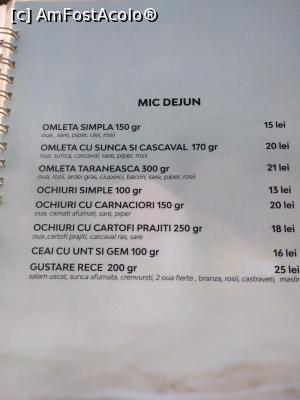 [c] AmFostAcolo®
MIC DEJUN
OMLETA SIMPLA 150 gr 15 lei
oua , sare, piper, ulei, rosii
OMLETA CU SUNCA SI CASCAVAL 170 gr 20 lei
oua, sunca, cascaval, sare, piper, rosii
OMLETA TARANEASCA 300 gr 21 lei
oua, rosii, ardei gras, ciuperci, bacon, sare, piper, rosii
OCHIURI SIMPLE 100 gr 13 lei
OCHIURI CU CARNACIORI 150 gr 20 lei
oua, carnati afumati, sare, piper
OCHIURI CU CARTOFI PRAJITI 250 gr 18 lei
oua ,cartofi prajiti, cascaval ras, sare
CEAI CU UNT SI GEM 100 gr 16 lei
GUSTARE RECE 200 gr 25 lei
salam uscat, sunca afumata, crenvursti, 2 oua fierte , branza, rosii, castraveti, maslin